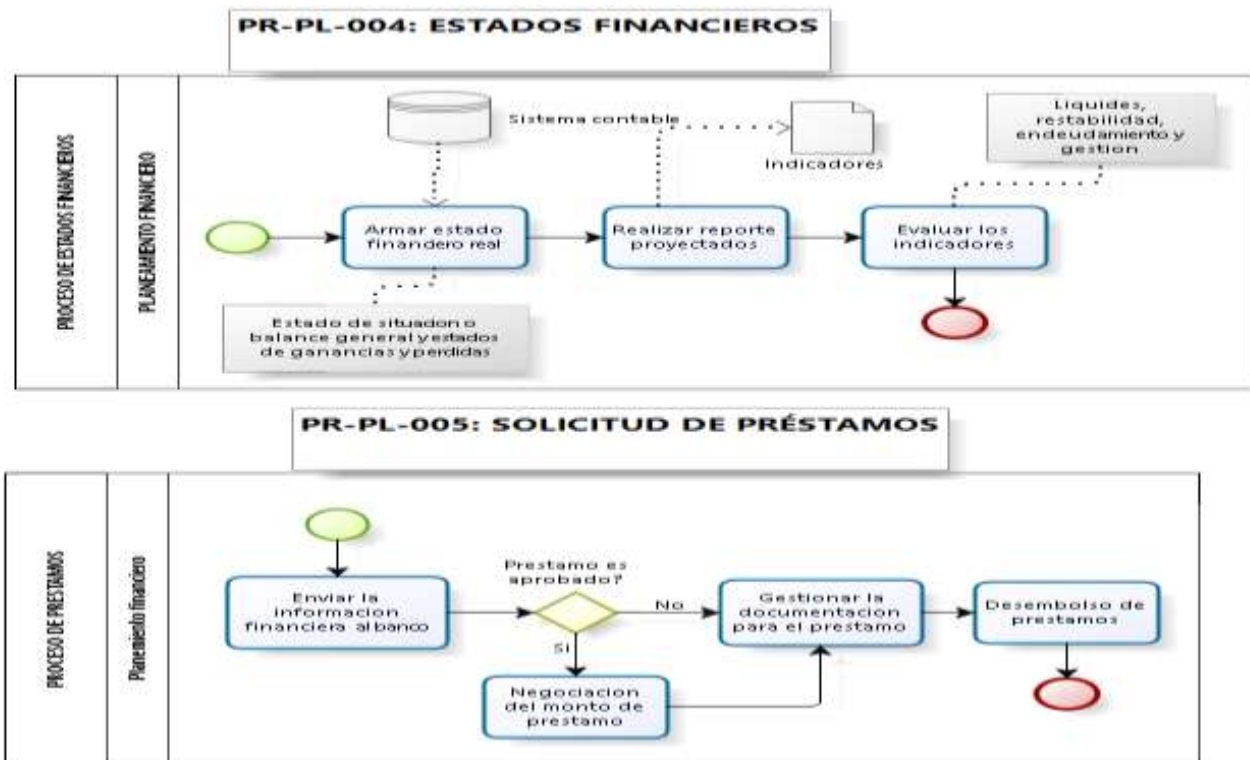 PR-PL-004: ESTADOS FINANCIEROS
PROCESO DE ESTADOS FINANCIEROS
PLANEAMENTO FINANCIERO
Sistema contable
Indicadores
Liquides,
restabilidad,
endeudamiento y
gestion
Armar estado
finandero real
Realizar reporte
proyectados
Evaluar los
indicadores
Estado de situadon o
balance general yestados
de ganancias y perdidas
PR-PL-005: SOLICITUD DE PRÉSTAMOS
PROCESO DE PRESTAMOS
Planemiento financiero
Enviar la
informacion
financiera al banco
Prestamo es
aprobado?
No
Si
Gestionar la
documentacion
para el prestamo
Desembolso de
prestamos
Negociacion
del monto de
prestamo